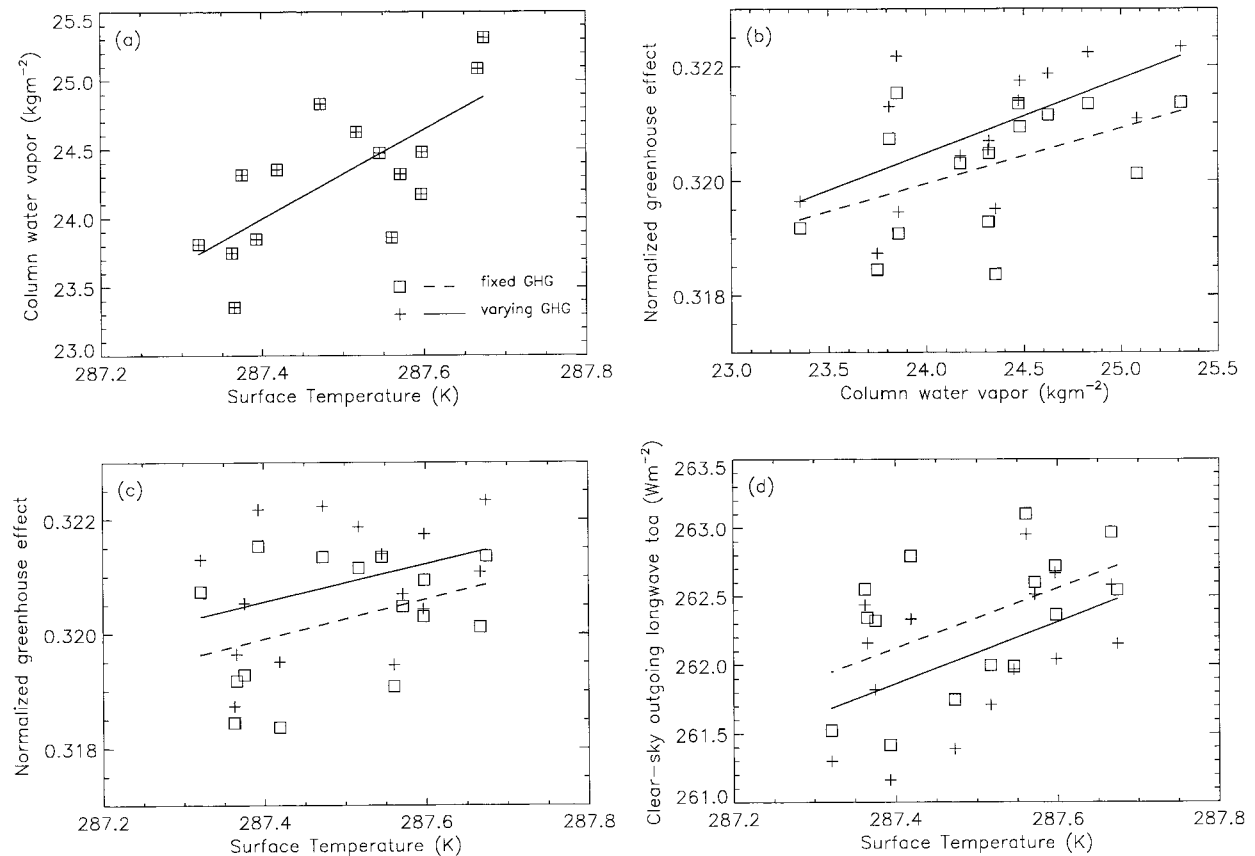 (a)
Column water vapor (kgm−2)
25.5
25.0
24.5
24.0
23.5
23.0
fixed GHG
varying GHG
287.2
287.4
287.6
287.8
Surface Temperature (K)
(b)
Normalized greenhouse effect
0.322
0.320
0.318
23.0
23.5
24.0
24.5
25.0
25.5
Column water vapor (kgm−2)
(c)
Normalized greenhouse effect
0.322
0.320
0.318
287.2
287.4
287.6
287.8
Surface Temperature (K)
(d)
Clear−sky outgoing longwave toa (Wm−2)
263.5
263.0
262.5
262.0
261.5
261.0
287.2
287.4
287.6
287.8
Surface Temperature (K)